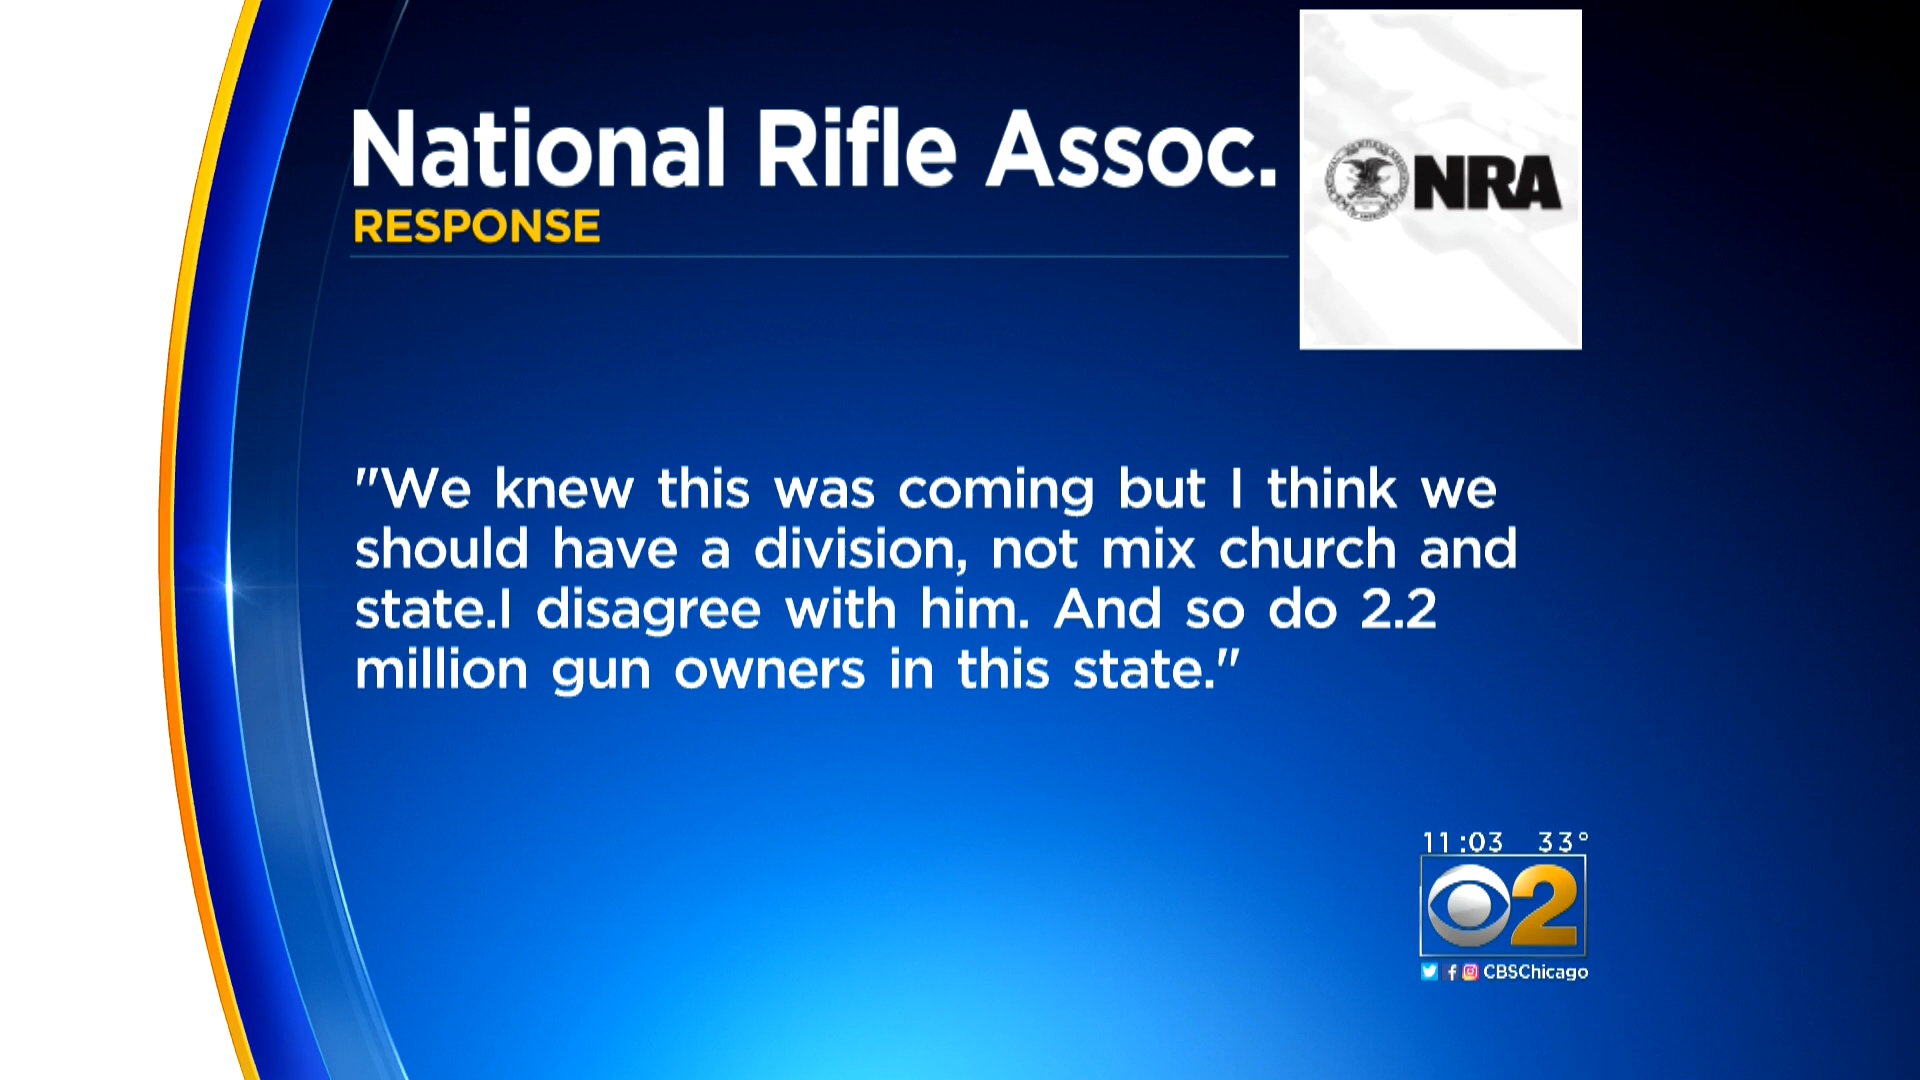 National Rifle Assoc.
RESPONSE
NRA
"We knew this was coming but I think we
should have a division, not mix church and
state.I disagree with him. And so do 2.2
million gun owners in this state."
11:03 33°
2
CBSChicago